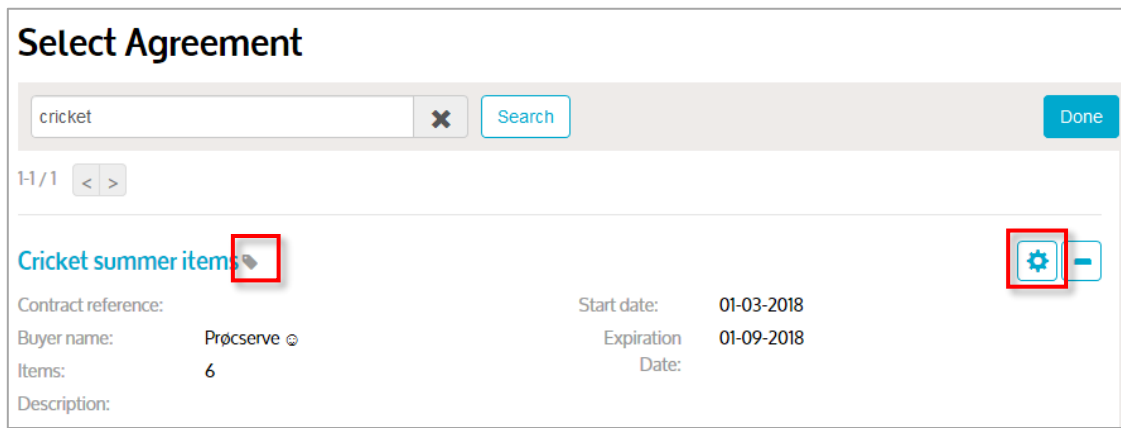 Select Agreement
cricket Search Done
1-1 / 1 < >
Cricket summer items
Contract reference: Start date: 01-03-2018
Buyer name: Prøcserve ☺ Expiration Date: 01-09-2018
Items: 6
Description: